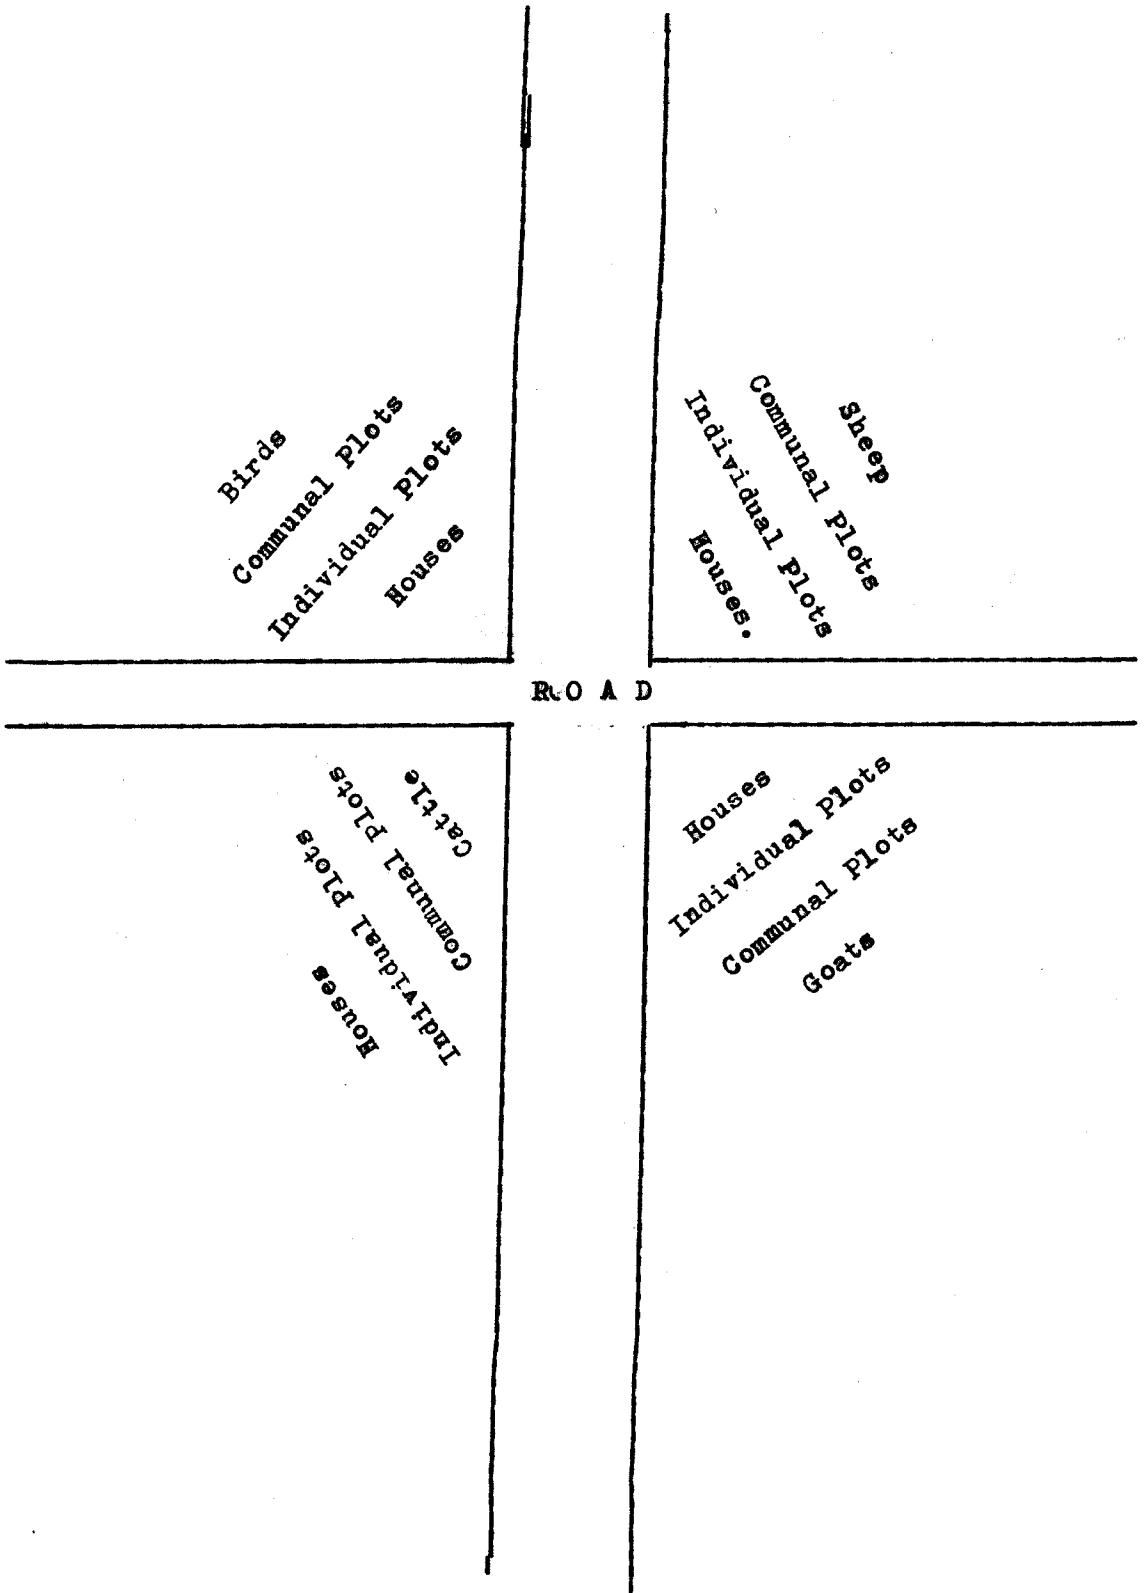 Birds
Communal Plots
Individual Plots
Houses
Sheep
Communal Plots
Individual Plots
Houses.
R O A D
Cattle
Communal Plots
Individual Plots
Houses
Houses
Individual Plots
Communal Plots
Goats